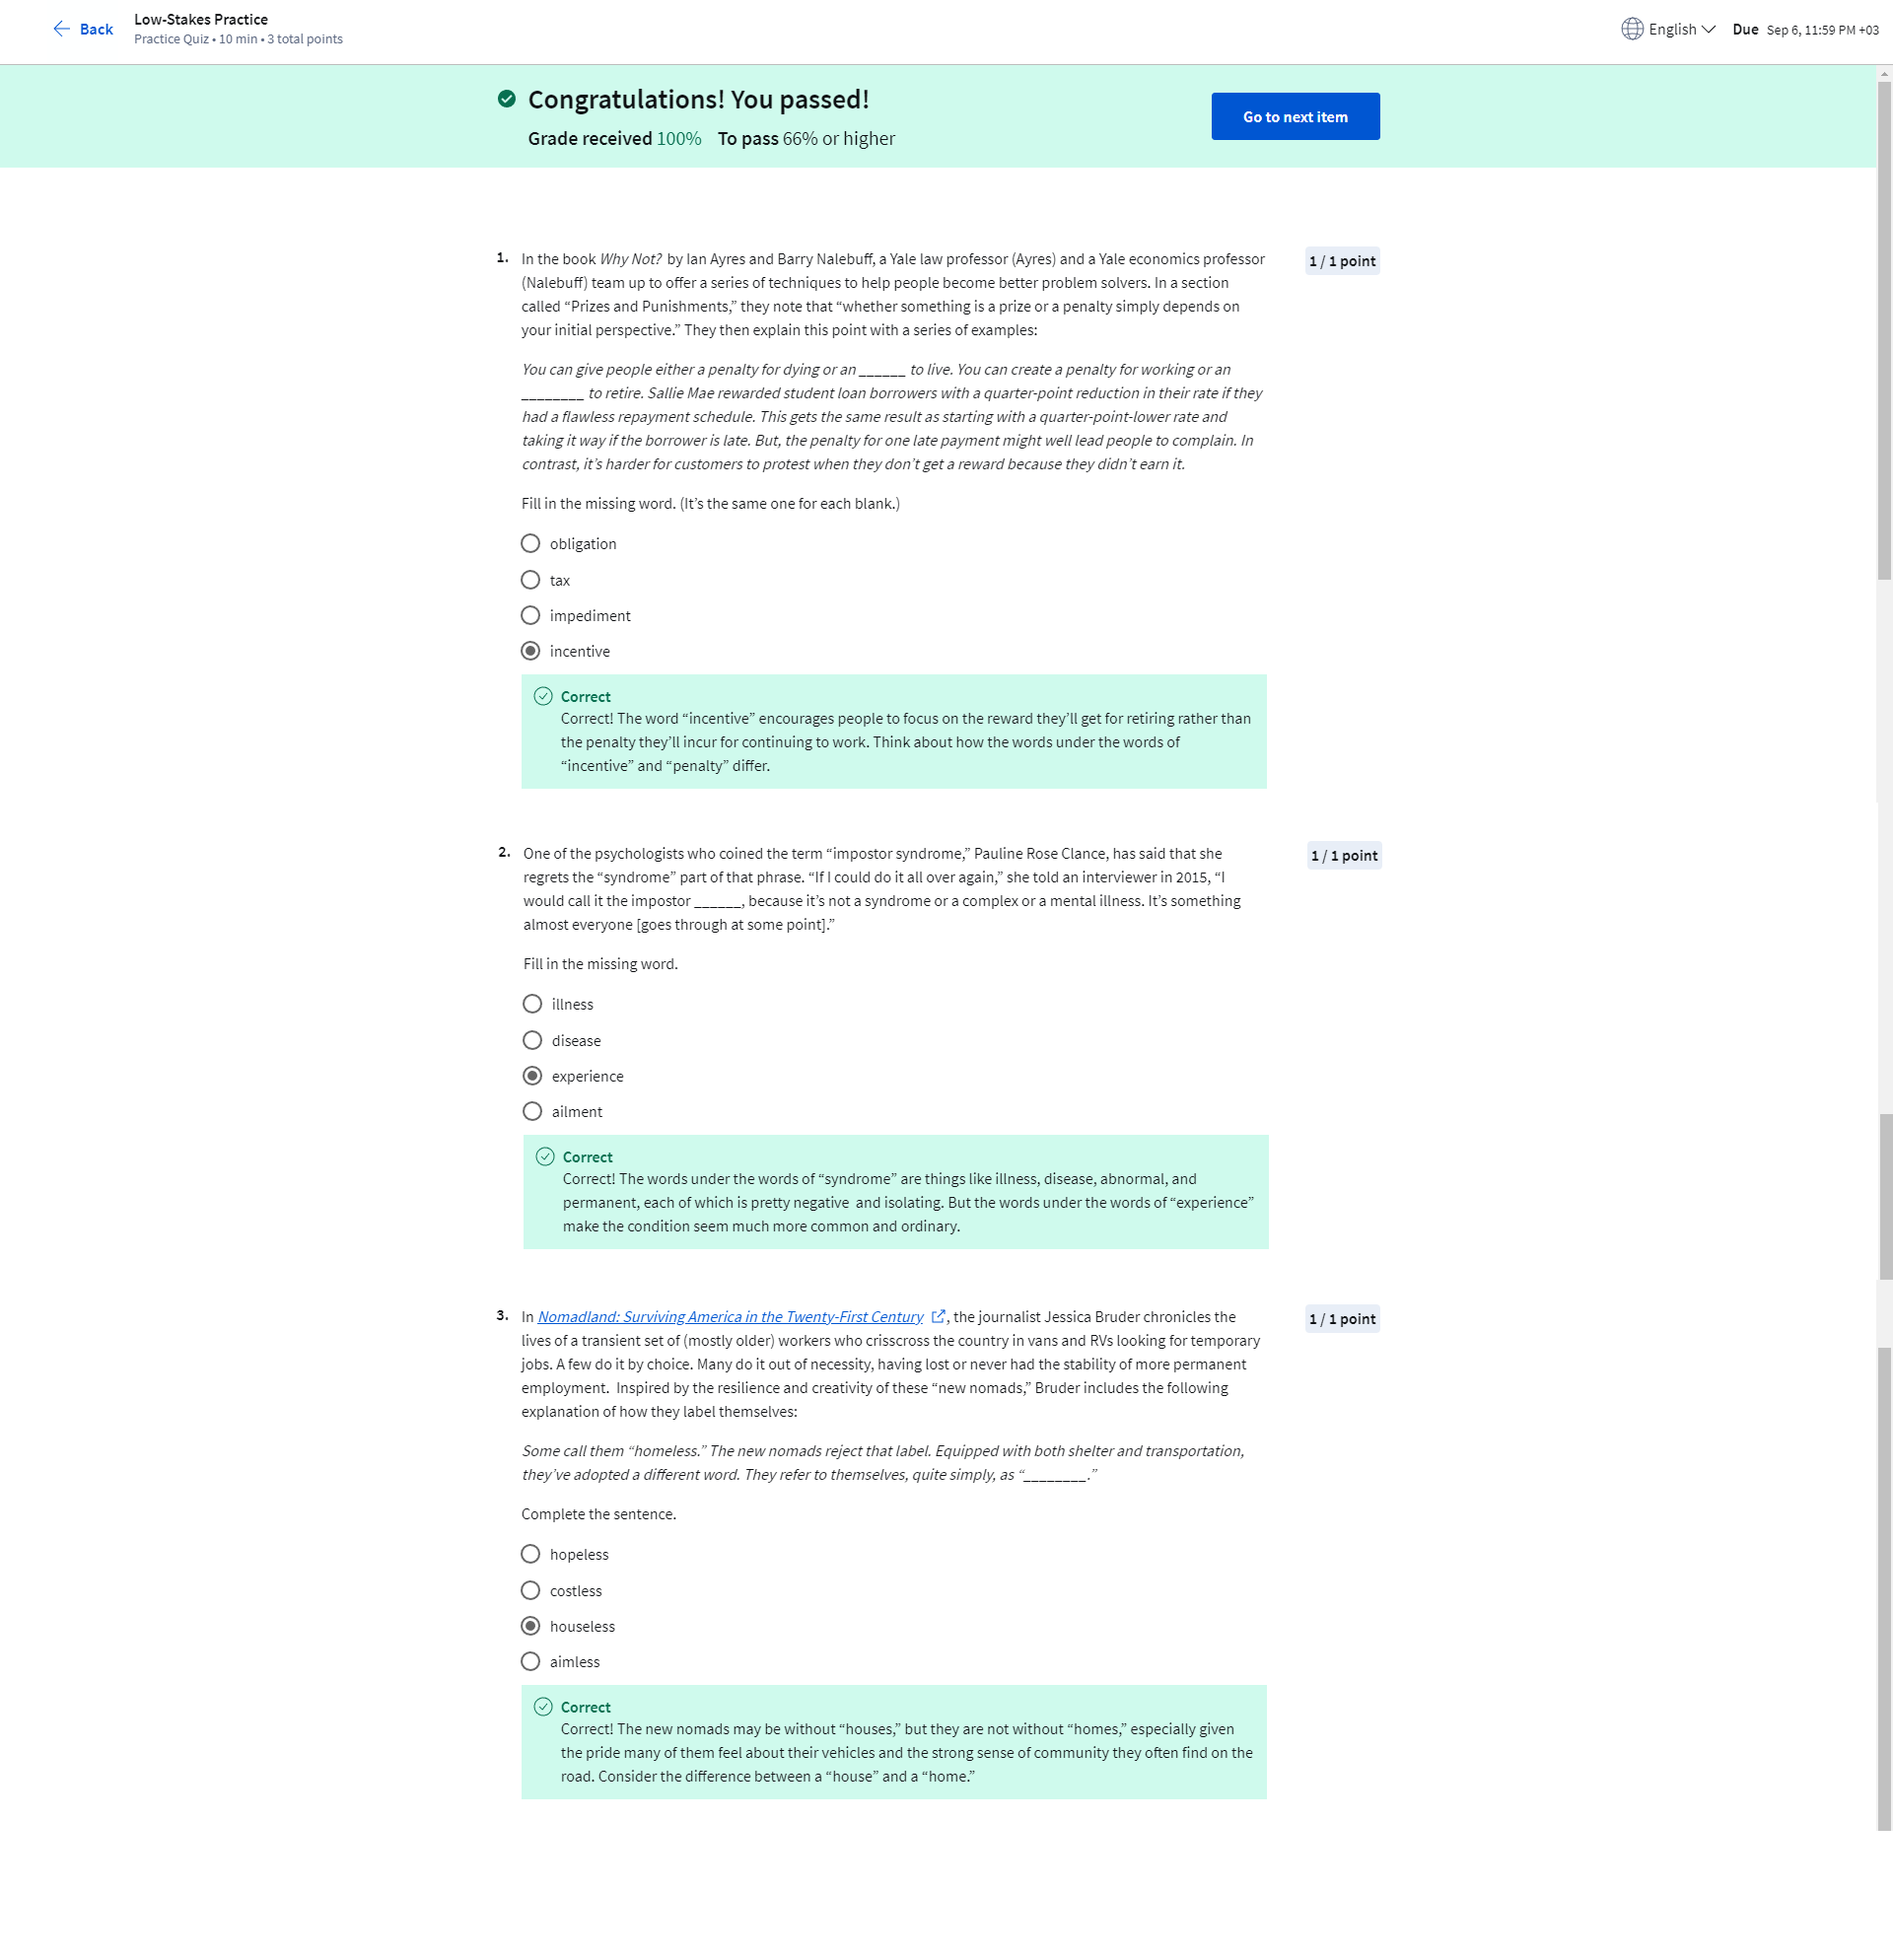 Back
Low-Stakes Practice
Practice Quiz • 10 min • 3 total points
English
Due Sep 6, 11:59 PM +03
Congratulations! You passed!
Grade received 100% To pass 66% or higher
Go to next item
1. In the book Why Not? by Ian Ayres and Barry Nalebuff, a Yale law professor (Ayres) and a Yale economics professor
1 / 1 point
(Nalebuff) team up to offer a series of techniques to help people become better problem solvers. In a section
called “Prizes and Punishments,” they note that “whether something is a prize or a penalty simply depends on
your initial perspective.” They then explain this point with a series of examples:
You can give people either a penalty for dying or an ______ to live. You can create a penalty for working or an
________ to retire. Sallie Mae rewarded student loan borrowers with a quarter-point reduction in their rate if they
had a flawless repayment schedule. This gets the same result as starting with a quarter-point-lower rate and
taking it way if the borrower is late. But, the penalty for one late payment might well lead people to complain. In
contrast, it’s harder for customers to protest when they don’t get a reward because they didn’t earn it.
Fill in the missing word. (It’s the same one for each blank.)
obligation
tax
impediment
incentive
Correct
Correct! The word “incentive” encourages people to focus on the reward they’ll get for retiring rather than
the penalty they’ll incur for continuing to work. Think about how the words under the words of
“incentive” and “penalty” differ.
2. One of the psychologists who coined the term “impostor syndrome,” Pauline Rose Clance, has said that she
1 / 1 point
regrets the “syndrome” part of that phrase. “If I could do it all over again,” she told an interviewer in 2015, “I
would call it the impostor ______, because it’s not a syndrome or a complex or a mental illness. It’s something
almost everyone [goes through at some point].”
Fill in the missing word.
illness
disease
experience
ailment
Correct
Correct! The words under the words of “syndrome” are things like illness, disease, abnormal, and
permanent, each of which is pretty negative and isolating. But the words under the words of “experience”
make the condition seem much more common and ordinary.
3. In Nomadland: Surviving America in the Twenty-First Century, the journalist Jessica Bruder chronicles the
1 / 1 point
lives of a transient set of (mostly older) workers who crisscross the country in vans and RVs looking for temporary
jobs. A few do it by choice. Many do it out of necessity, having lost or never had the stability of more permanent
employment. Inspired by the resilience and creativity of these “new nomads,” Bruder includes the following
explanation of how they label themselves:
Some call them “homeless.” The new nomads reject that label. Equipped with both shelter and transportation,
they’ve adopted a different word. They refer to themselves, quite simply, as “________.”
Complete the sentence.
hopeless
costless
houseless
aimless
Correct
Correct! The new nomads may be without “houses,” but they are not without “homes,” especially given
the pride many of them feel about their vehicles and the strong sense of community they often find on the
road. Consider the difference between a “house” and a “home.”